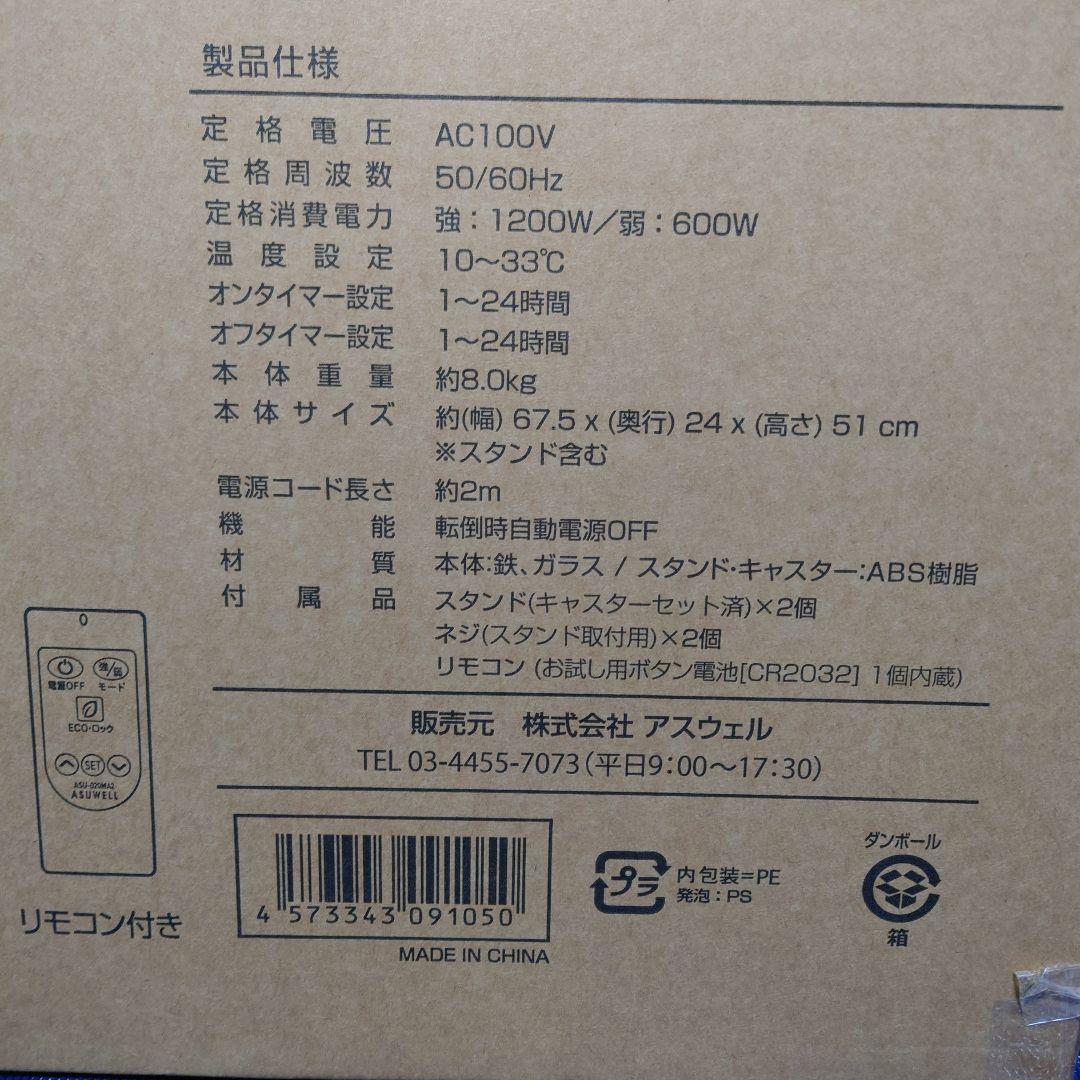 製品仕様
定格電圧 AC100V
定格周波数 50/60Hz
定格消費電力 強：1200W／弱：600W
温度設定 10～33℃
オンタイマー設定 1～24時間
オフタイマー設定 1～24時間
本体重量 約8.0kg
本体サイズ 約(幅) 67.5 x (奥行) 24 x (高さ) 51 cm
※スタンド含む
電源コード長さ 約2m
機能 転倒時自動電源OFF
材質 本体:鉄、ガラス / スタンド・キャスター:ABS樹脂
付属品 スタンド(キャスターセット済)×2個
ネジ(スタンド取付用)×2個
リモコン (お試し用ボタン電池[CR2032] 1個内蔵)
電源OFF
強/弱
モード
ECO・ロック
SET
ASU-020MA2
ASUWELL
リモコン付き
販売元 株式会社 アスウェル
TEL 03-4455-7073(平日9:00～17:30)
4 573343 091050
MADE IN CHINA
プラ
内包装=PE
発泡：PS
ダンボール
箱